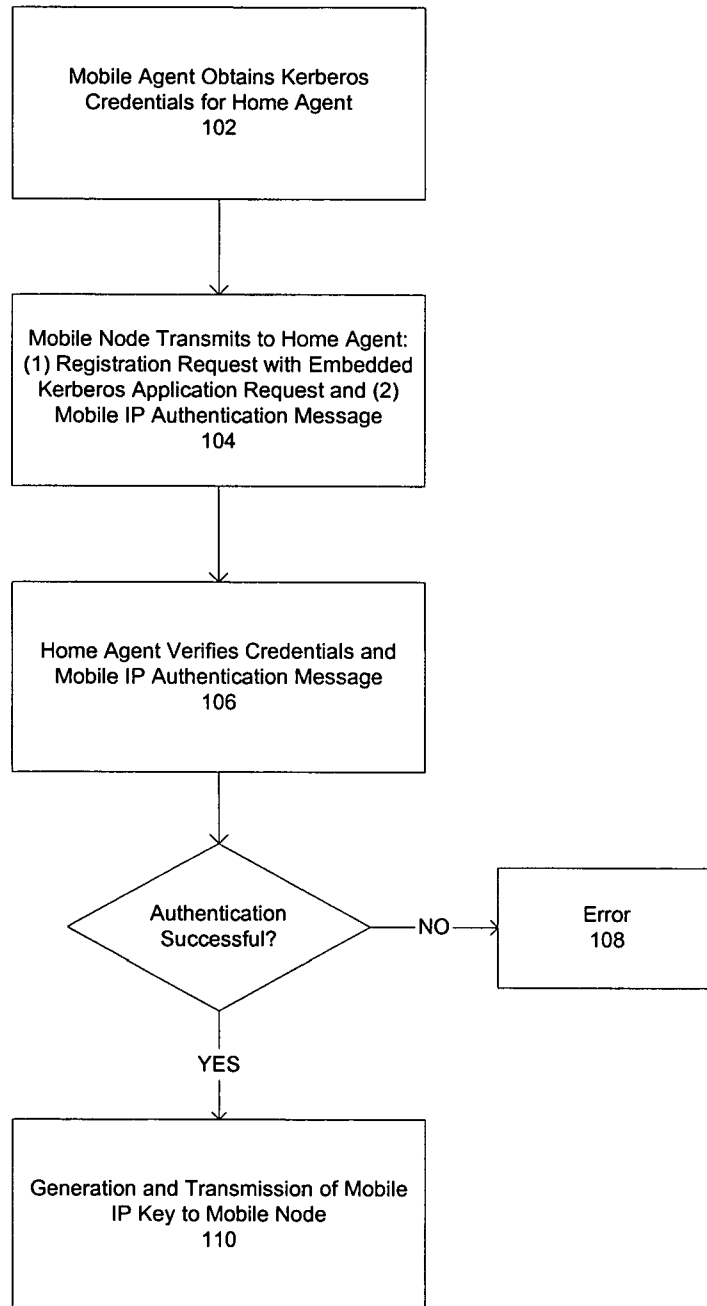 Mobile Agent Obtains Kerberos
Credentials for Home Agent
102
Mobile Node Transmits to Home Agent:
(1) Registration Request with Embedded
Kerberos Application Request and (2)
Mobile IP Authentication Message
104
Home Agent Verifies Credentials and
Mobile IP Authentication Message
106
Authentication
Successful?
NO
Error
108
YES
Generation and Transmission of Mobile
IP Key to Mobile Node
110